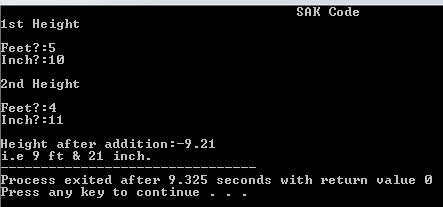 SAK Code
1st Height
Feet?:5
Inch?:10
2nd Height
Feet?:4
Inch?:11
Height after addition:-9.21
i.e 9 ft & 21 inch.
--------------------------------
Process exited after 9.325 seconds with return value 0
Press any key to continue . . .